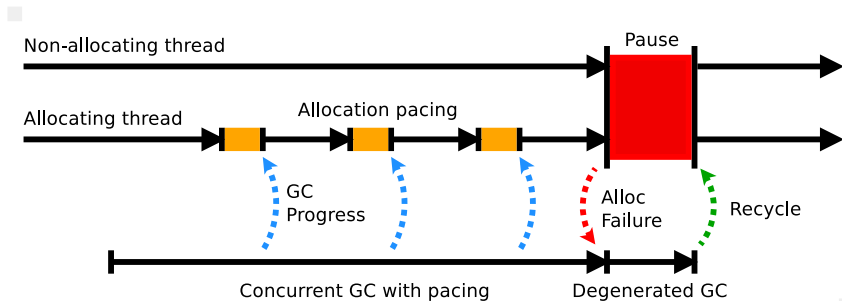 Pause
Non-allocating thread
Allocation pacing
Allocating thread
GC
Progress
Alloc
Failure
Recycle
Concurrent GC with pacing
Degenerated GC